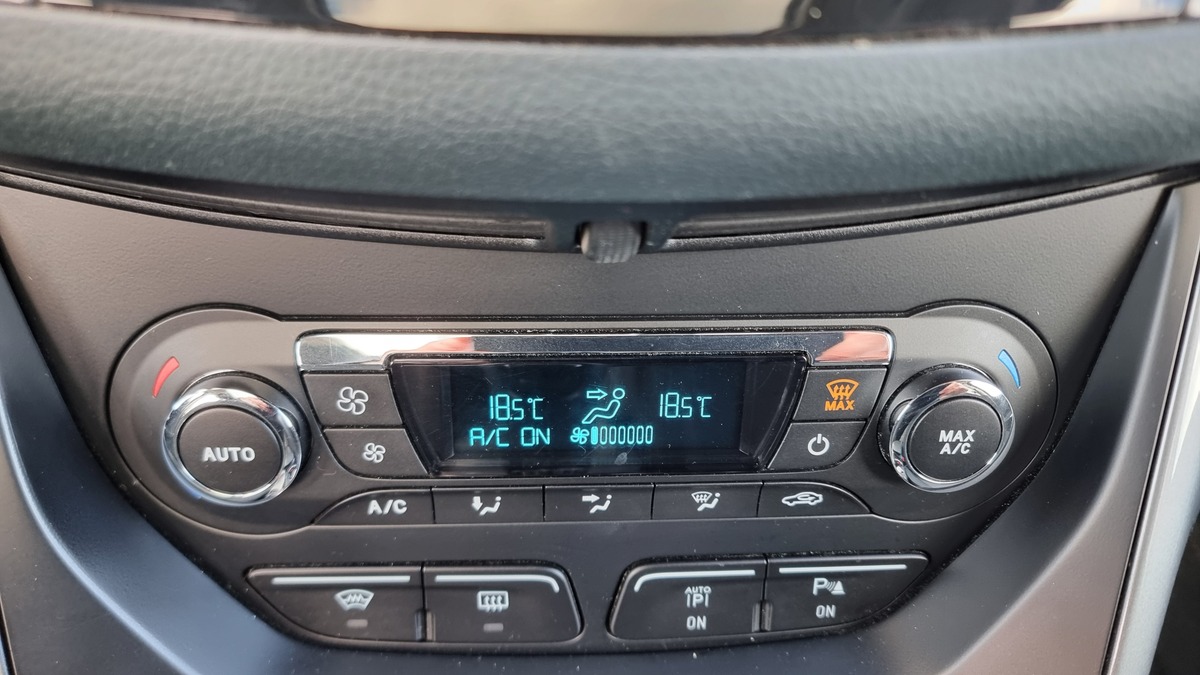 18.5°C 18.5°C
A/C ON
MAX
AUTO
MAX
A/C
A/C
AUTO
P
ON
P
ON